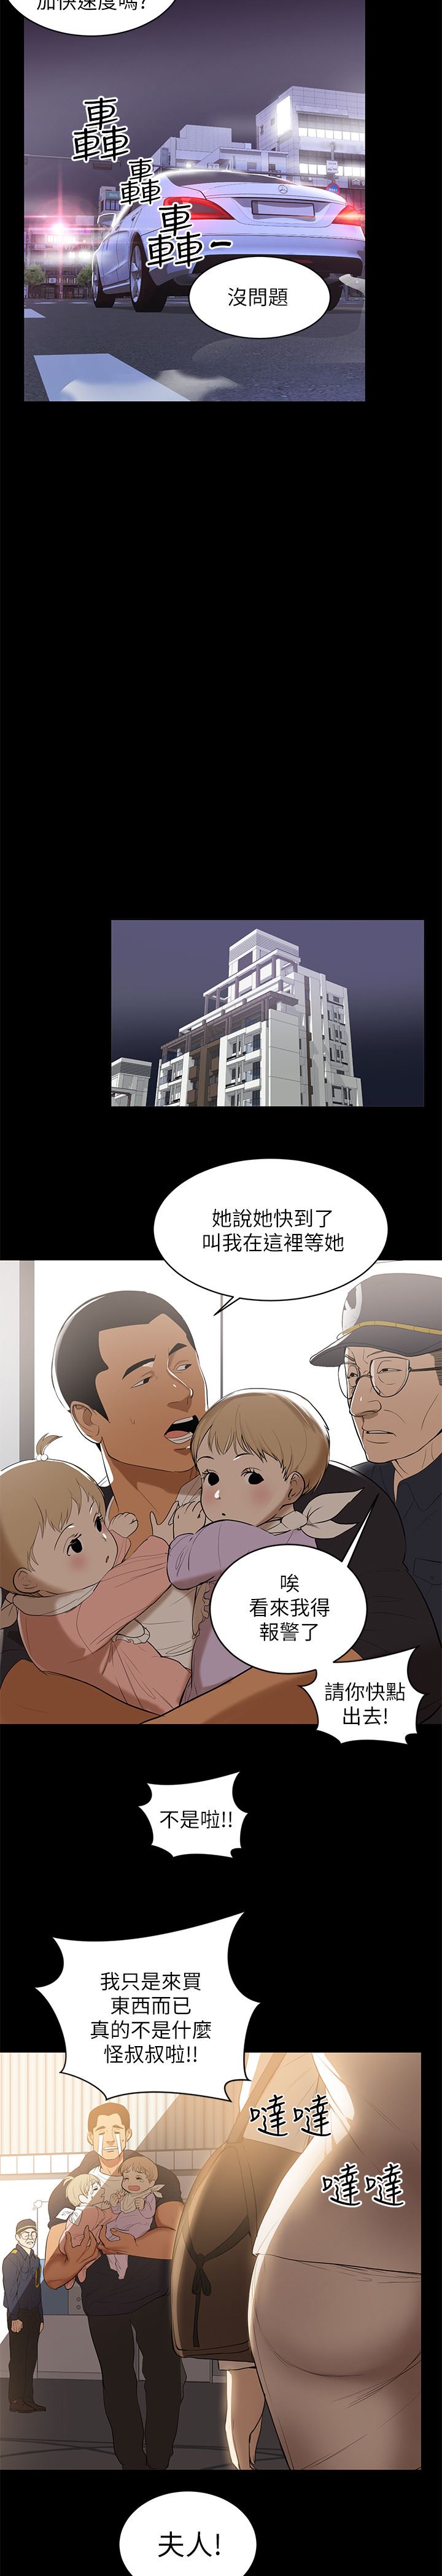 加快速度嗎?
轟
轟
轟一
沒問題
她說她快到了
叫我在這裡等她
唉
看來我得
報警了
請你快點
出去!
不是啦!!
我只是來買
東西而已
真的不是什麼
怪叔叔啦!!
噠噠
噠噠
夫人!